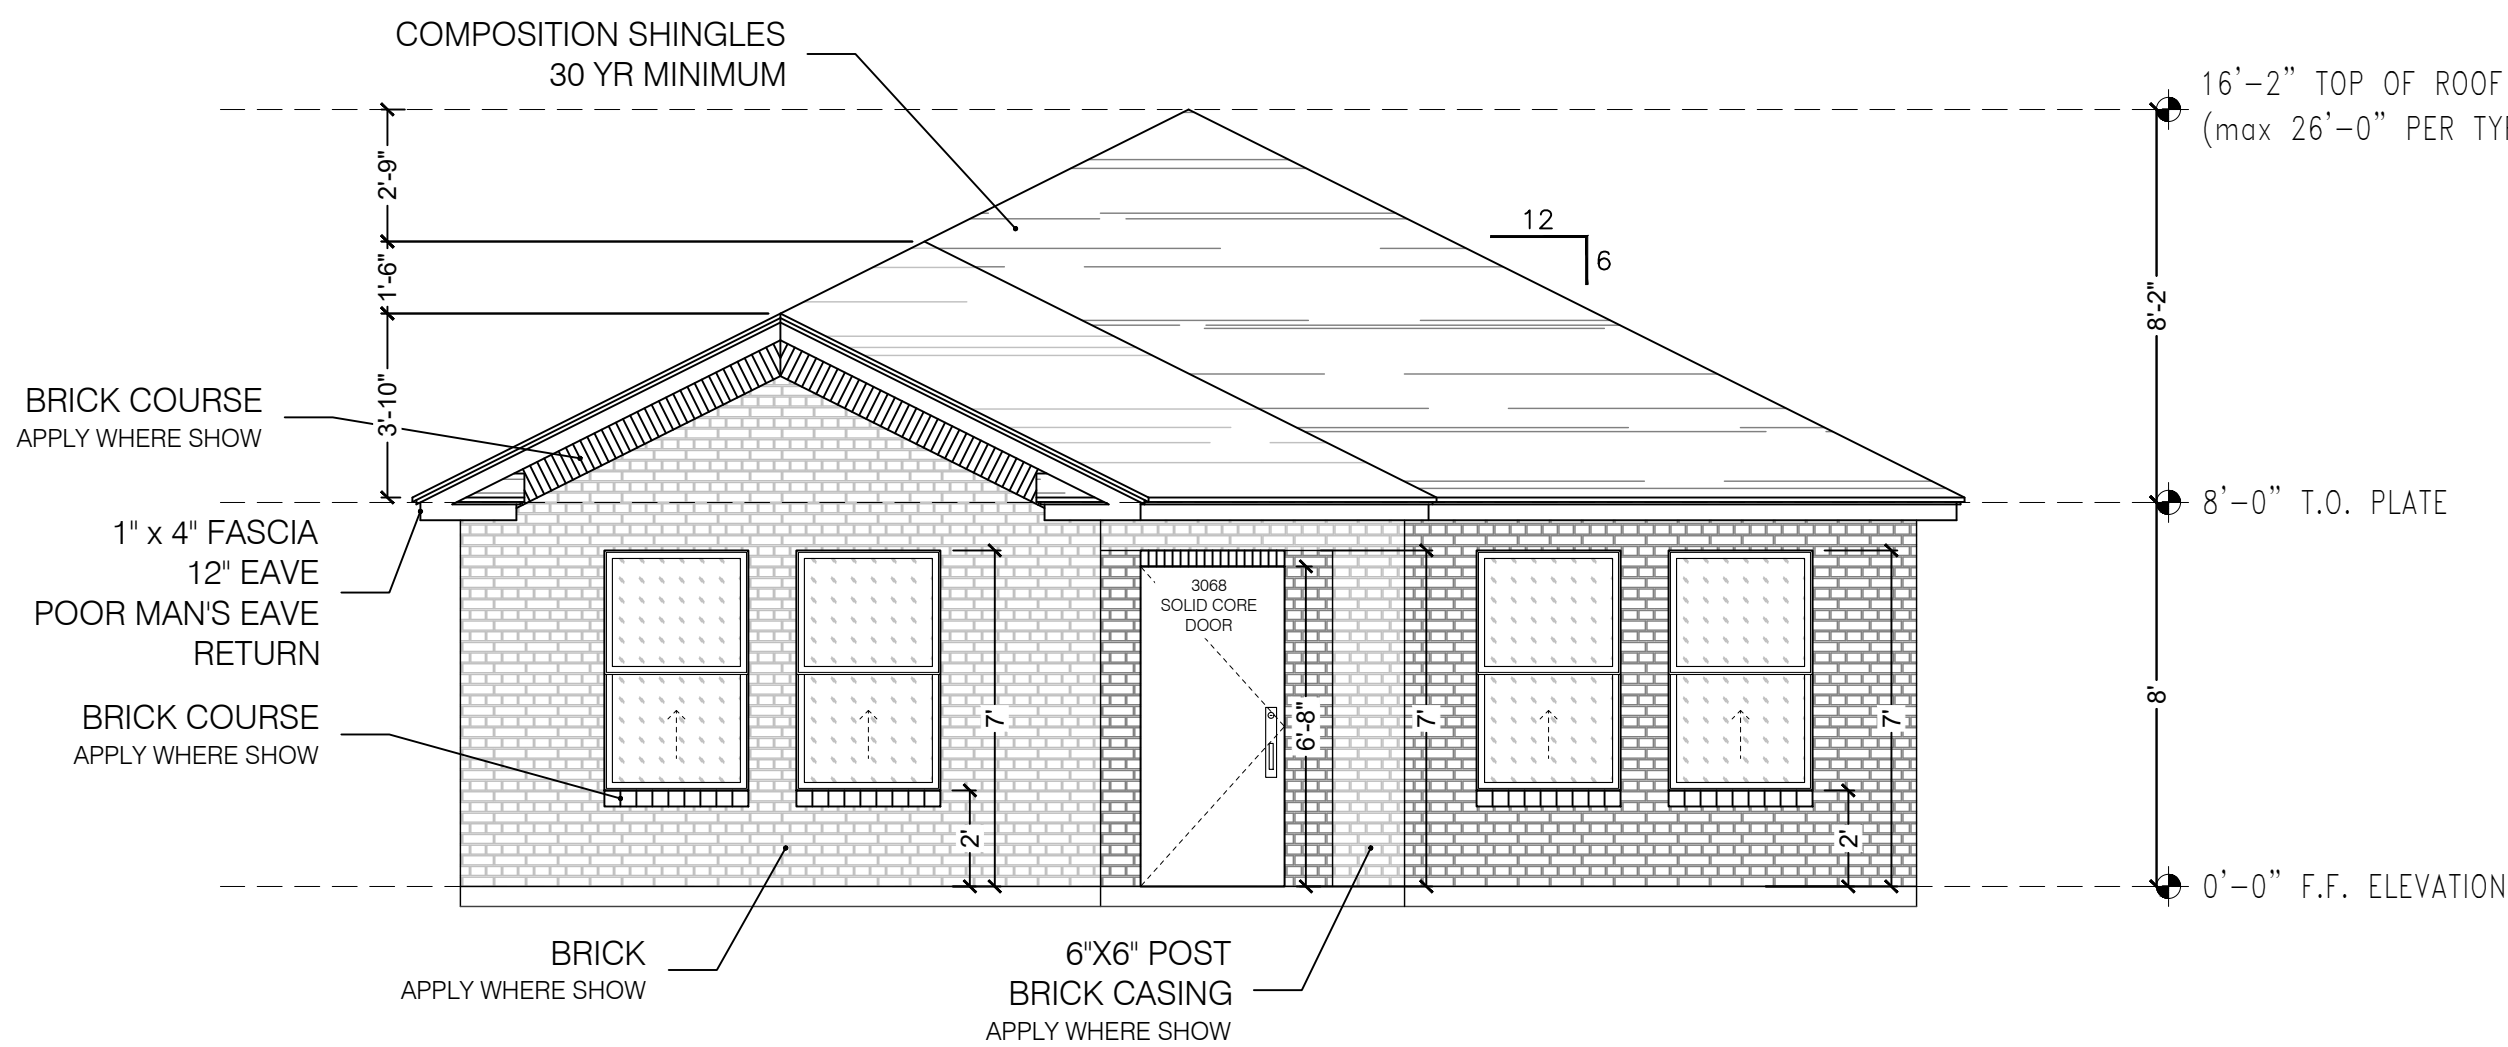 COMPOSITION SHINGLES
30 YR MINIMUM
16'-2" TOP OF ROOF
(max 26'-0" PER
2'-9"
12
6
1'-6"
8'-2"
3'-10"
BRICK COURSE
APPLY WHERE SHOW
8'-0" T.O. PLATE
1" x 4" FASCIA
12" EAVE
POOR MAN'S EAVE
RETURN
3068
SOLID CORE
DOOR
BRICK COURSE
APPLY WHERE SHOW
7'
6'-8"
7'
7'
8'
2'
2'
0'-0" F.F. ELEVATION
BRICK
APPLY WHERE SHOW
6"X6" POST
BRICK CASING
APPLY WHERE SHOW